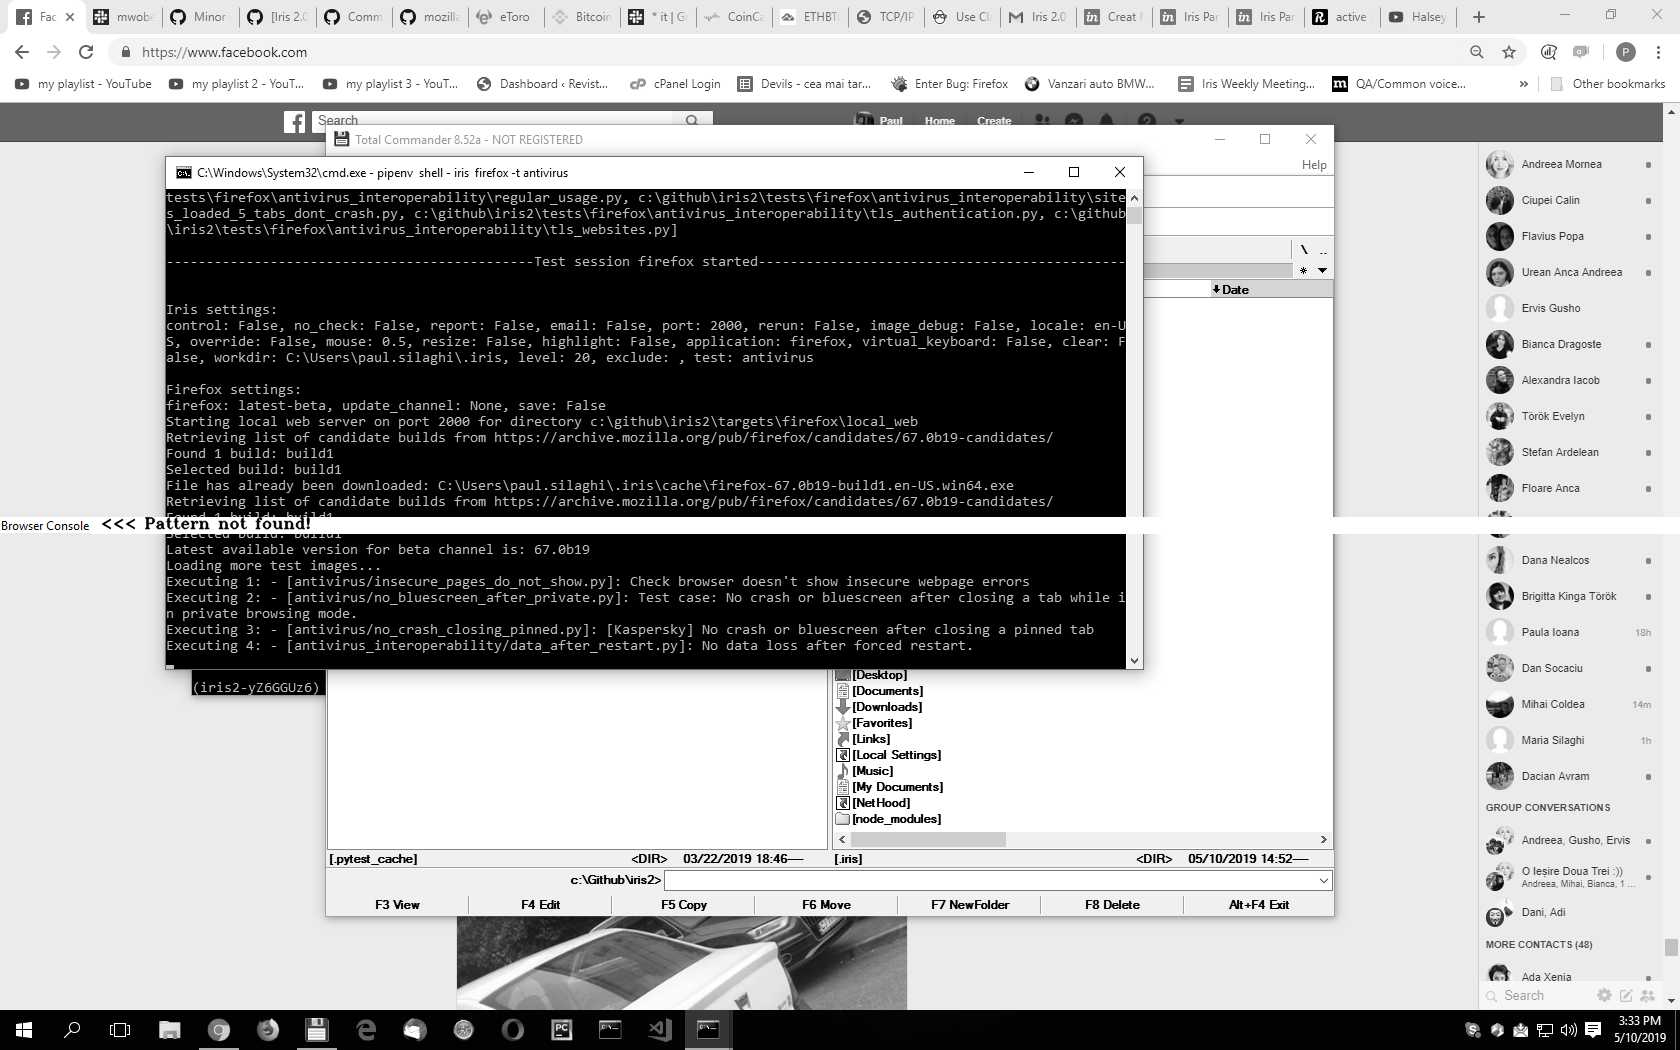 Fac
mwobe
Minor
[Iris 2.0
Comm
mozilla
eToro
Bitcoin
* it | G
CoinCa
ETHBT
TCP/IP
Use Cl
Iris 2.0
Creat
Iris Par
Iris Par
active
Halsey
https://www.facebook.com
P
my playlist - YouTube
my playlist 2 - YouT...
my playlist 3 - YouT...
Dashboard ‹ Revist...
cPanel Login
Devils - cea mai tar...
Enter Bug: Firefox
Vanzari auto BMW...
Iris Weekly Meeting...
QA/Common voice...
»
Other bookmarks
Search
Paul
Home
Create
Total Commander 8.52a - NOT REGISTERED
Help
C:\Windows\System32\cmd.exe - pipenv shell - iris firefox -t antivirus
tests\firefox\antivirus_interoperability\regular_usage.py, c:\github\iris2\tests\firefox\antivirus_interoperability\site
s_loaded_5_tabs_dont_crash.py, c:\github\iris2\tests\firefox\antivirus_interoperability\tls_authentication.py, c:\github
\iris2\tests\firefox\antivirus_interoperability\tls_websites.py]
----------------------------------------------Test session firefox started----------------------------------------------
Iris settings:
control: False, no_check: False, report: False, email: False, port: 2000, rerun: False, image_debug: False, locale: en-U
S, override: False, mouse: 0.5, resize: False, highlight: False, application: firefox, virtual_keyboard: False, clear: F
alse, workdir: C:\Users\paul.silaghi\.iris, level: 20, exclude: , test: antivirus
Firefox settings:
firefox: latest-beta, update_channel: None, save: False
Starting local web server on port 2000 for directory c:\github\iris2\targets\firefox\local_web
Retrieving list of candidate builds from https://archive.mozilla.org/pub/firefox/candidates/67.0b19-candidates/
Found 1 build: build1
Selected build: build1
File has already been downloaded: C:\Users\paul.silaghi\.iris\cache\firefox-67.0b19-build1.en-US.win64.exe
Retrieving list of candidate builds from https://archive.mozilla.org/pub/firefox/candidates/67.0b19-candidates/
Found 1 build: build1
Browser Console <<< Pattern not found!
Selected build: build1
Latest available version for beta channel is: 67.0b19
Loading more test images...
Executing 1: - [antivirus/insecure_pages_do_not_show.py]: Check browser doesn't show insecure webpage errors
Executing 2: - [antivirus/no_bluescreen_after_private.py]: Test case: No crash or bluescreen after closing a tab while i
n private browsing mode.
Executing 3: - [antivirus/no_crash_closing_pinned.py]: [Kaspersky] No crash or bluescreen after closing a pinned tab
Executing 4: - [antivirus_interoperability/data_after_restart.py]: No data loss after forced restart.
(iris2-yZ6GGUz6)
\ ..
* ▼
Date
[Desktop]
[Documents]
[Downloads]
[Favorites]
[Links]
[Local Settings]
[Music]
[My Documents]
[NetHood]
[node_modules]
[.pytest_cache] <DIR> 03/22/2019 18:46----
[.iris] <DIR> 05/10/2019 14:52----
c:\Github\iris2>
F3 View
F4 Edit
F5 Copy
F6 Move
F7 NewFolder
F8 Delete
Alt+F4 Exit
Andreea Mornea
Ciupei Calin
Flavius Popa
Urean Anca Andreea
Ervis Gusho
Bianca Dragoste
Alexandra Iacob
Török Evelyn
Stefan Ardelean
Floare Anca
Dana Nealcos
Brigitta Kinga Török
Paula Ioana 18h
Dan Socaciu
Mihai Coldea 14m
Maria Silaghi 1h
Dacian Avram
GROUP CONVERSATIONS
Andreea, Gusho, Ervis
O Ieșire Doua Trei :))
Andreea, Mihai, Bianca, 1 ...
Dani, Adi
MORE CONTACTS (48)
Ada Xenia
Search
3:33 PM
5/10/2019